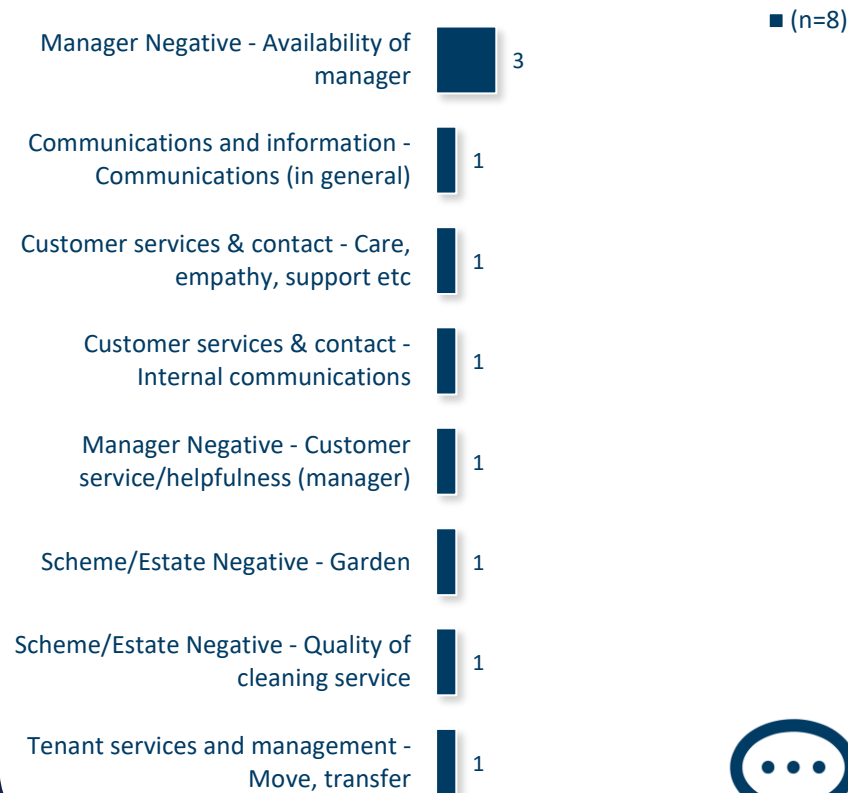 (n=8)
Manager Negative - Availability of
manager
3
Communications and information -
Communications (in general)
1
Customer services & contact - Care,
empathy, support etc
1
Customer services & contact -
Internal communications
1
Manager Negative - Customer
service/helpfulness (manager)
1
Scheme/Estate Negative - Garden
1
Scheme/Estate Negative - Quality of
cleaning service
1
Tenant services and management -
Move, transfer
1